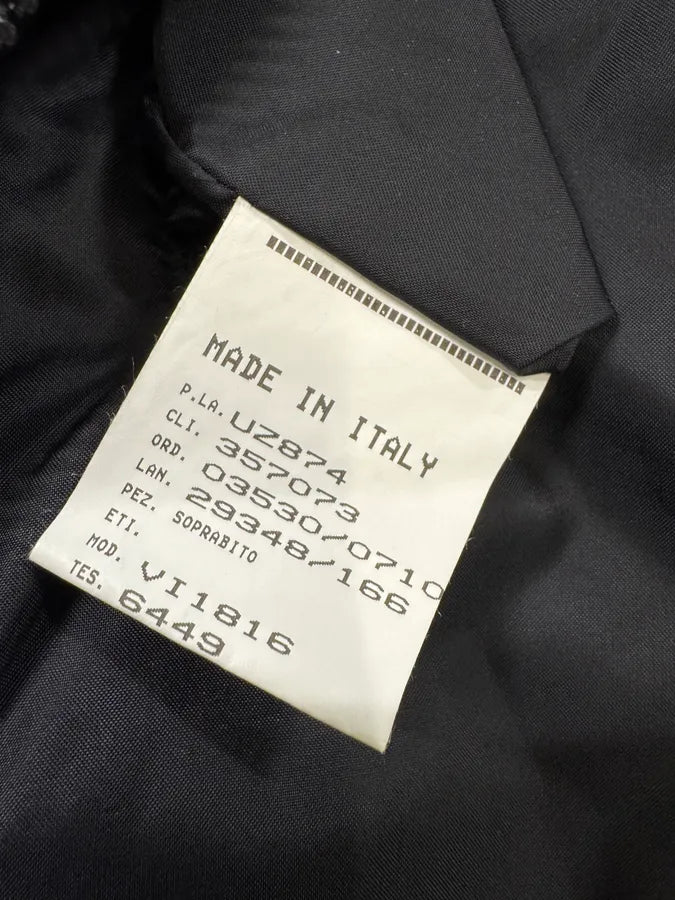 MADE IN ITALY
P.LA. UZ874
CLI. 357073
ORD. 03530/0710
LAN. 29348/166
PEZ. SOPRABITO
ETI.
MOD. VI1816
TES. 6449